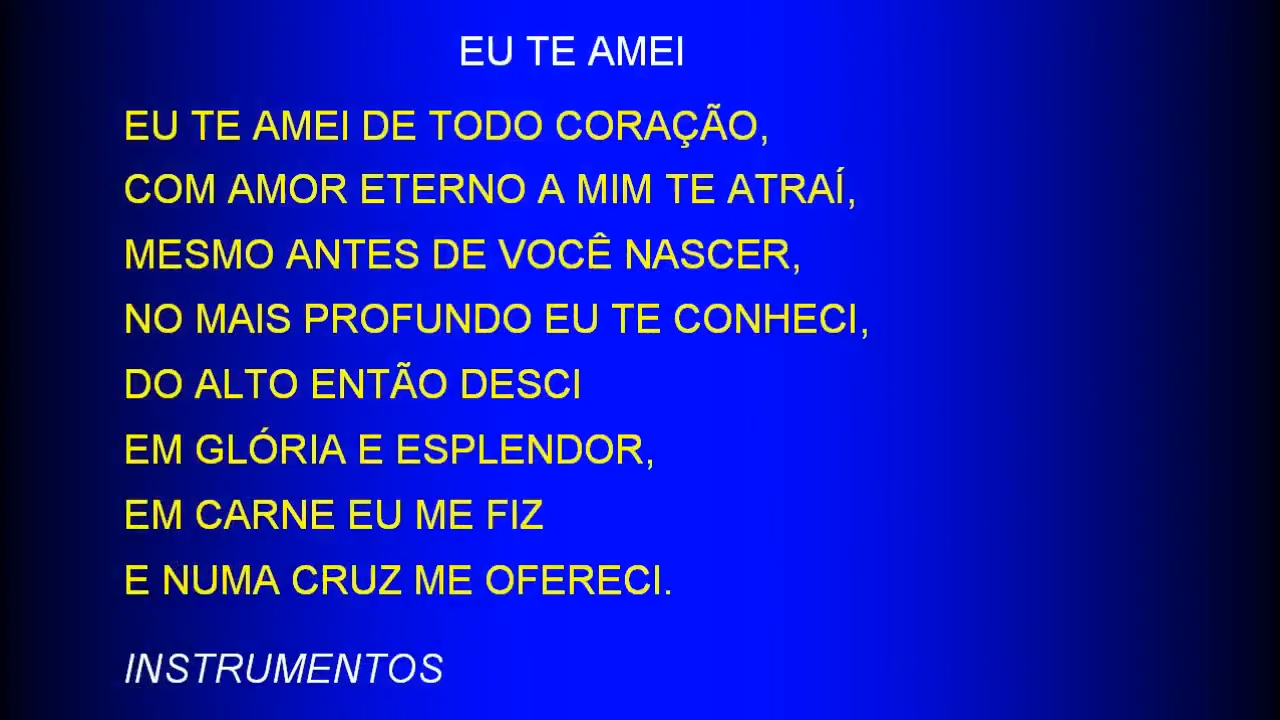 EU TE AMEI
EU TE AMEI DE TODO CORAÇÃO,
COM AMOR ETERNO A MIM TE ATRAÍ,
MESMO ANTES DE VOCÊ NASCER,
NO MAIS PROFUNDO EU TE CONHECI,
DO ALTO ENTÃO DESCI
EM GLÓRIA E ESPLENDOR,
EM CARNE EU ME FIZ
E NUMA CRUZ ME OFERECI.
INSTRUMENTOS